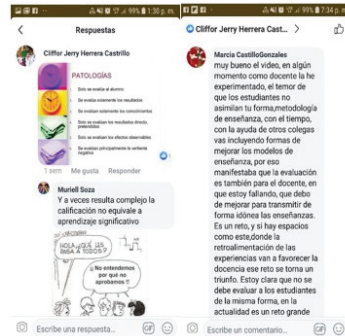 99% 1:30 p. m.
Respuestas
Cliffor Jerry Herrera Castrillo
PATOLOGÍAS
Solo se evalúa al alumno
Se evalúa solamente los resultados
Se evalúan solamente los conocimientos
Solo se evalúan los resultados directo,
pretendidos
Solo se evalúan los efectos observables
Se evalúan principalmente la vertiente
negativa
1 sem Me gusta Responder
Muriell Soza
Y a veces resulta complejo la
calificación no equivale a
aprendizaje significativo
HOLA, ¿QUÉ LES
PASA A TODOS?
¡¡ No entendemos
por qué no
aprobamos !!
Escribe una respuesta...
GIF
99% 7:34 p. m.
Cliffor Jerry Herrera Cast...
Marcia CastilloGonzales
muy bueno el video, en algún
momento como docente la he
experimentado, el temor de
que los estudiantes no
asimilan tu forma,metodología
de enseñanza, con el tiempo,
con la ayuda de otros colegas
vas incluyendo formas de
mejorar los modelos de
enseñanza, por eso
manifestaba que la evaluación
es también para el docente, en
que estoy fallando, que debo
de mejorar para transmitir de
forma idónea las enseñanzas.
Es un reto, y si hay espacios
como este,donde la
retroalimentación de las
experiencias van a favorecer la
docencia ese reto se torna un
triunfo. Estoy clara que no se
debe evaluar a los estudiantes
de la misma forma, en la
actualidad es un reto grande
Escribe un comentario...
GIF